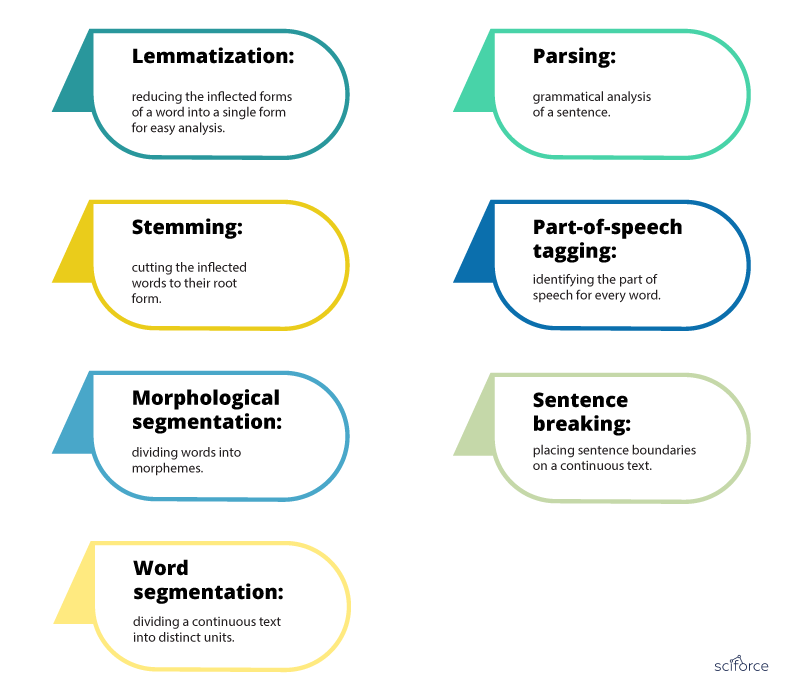 Lemmatization:
reducing the inflected forms
of a word into a single form
for easy analysis.
Stemming:
cutting the inflected
words to their root
form.
Morphological
segmentation:
dividing words into
morphemes.
Word
segmentation:
dividing a continuous text
into distinct units.
Parsing:
grammatical analysis
of a sentence.
Part-of-speech
tagging:
identifying the part of
speech for every word.
Sentence
breaking:
placing sentence boundaries
on a continuous text.
sciforce